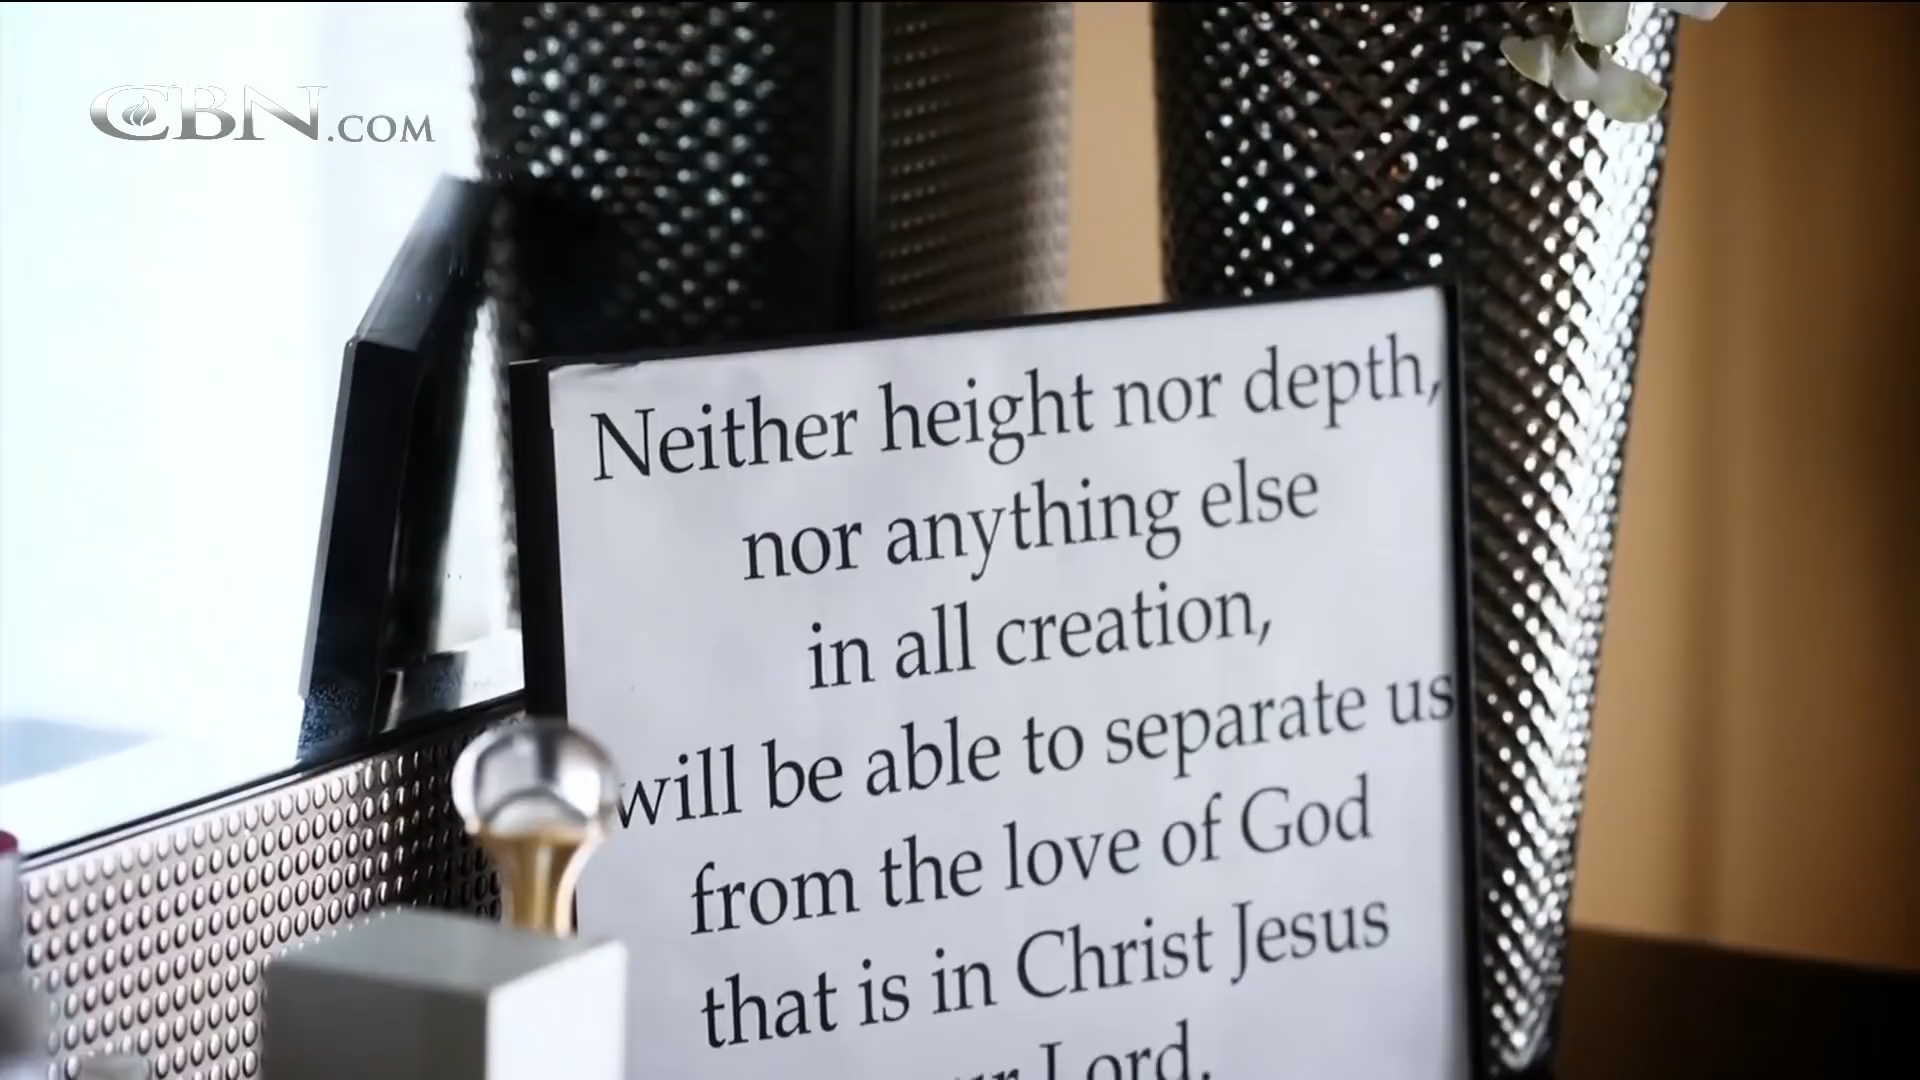 CBN.COM
Neither height nor depth,
nor anything else
in all creation,
will be able to separate us
from the love of God
that is in Christ Jesus
Lord.